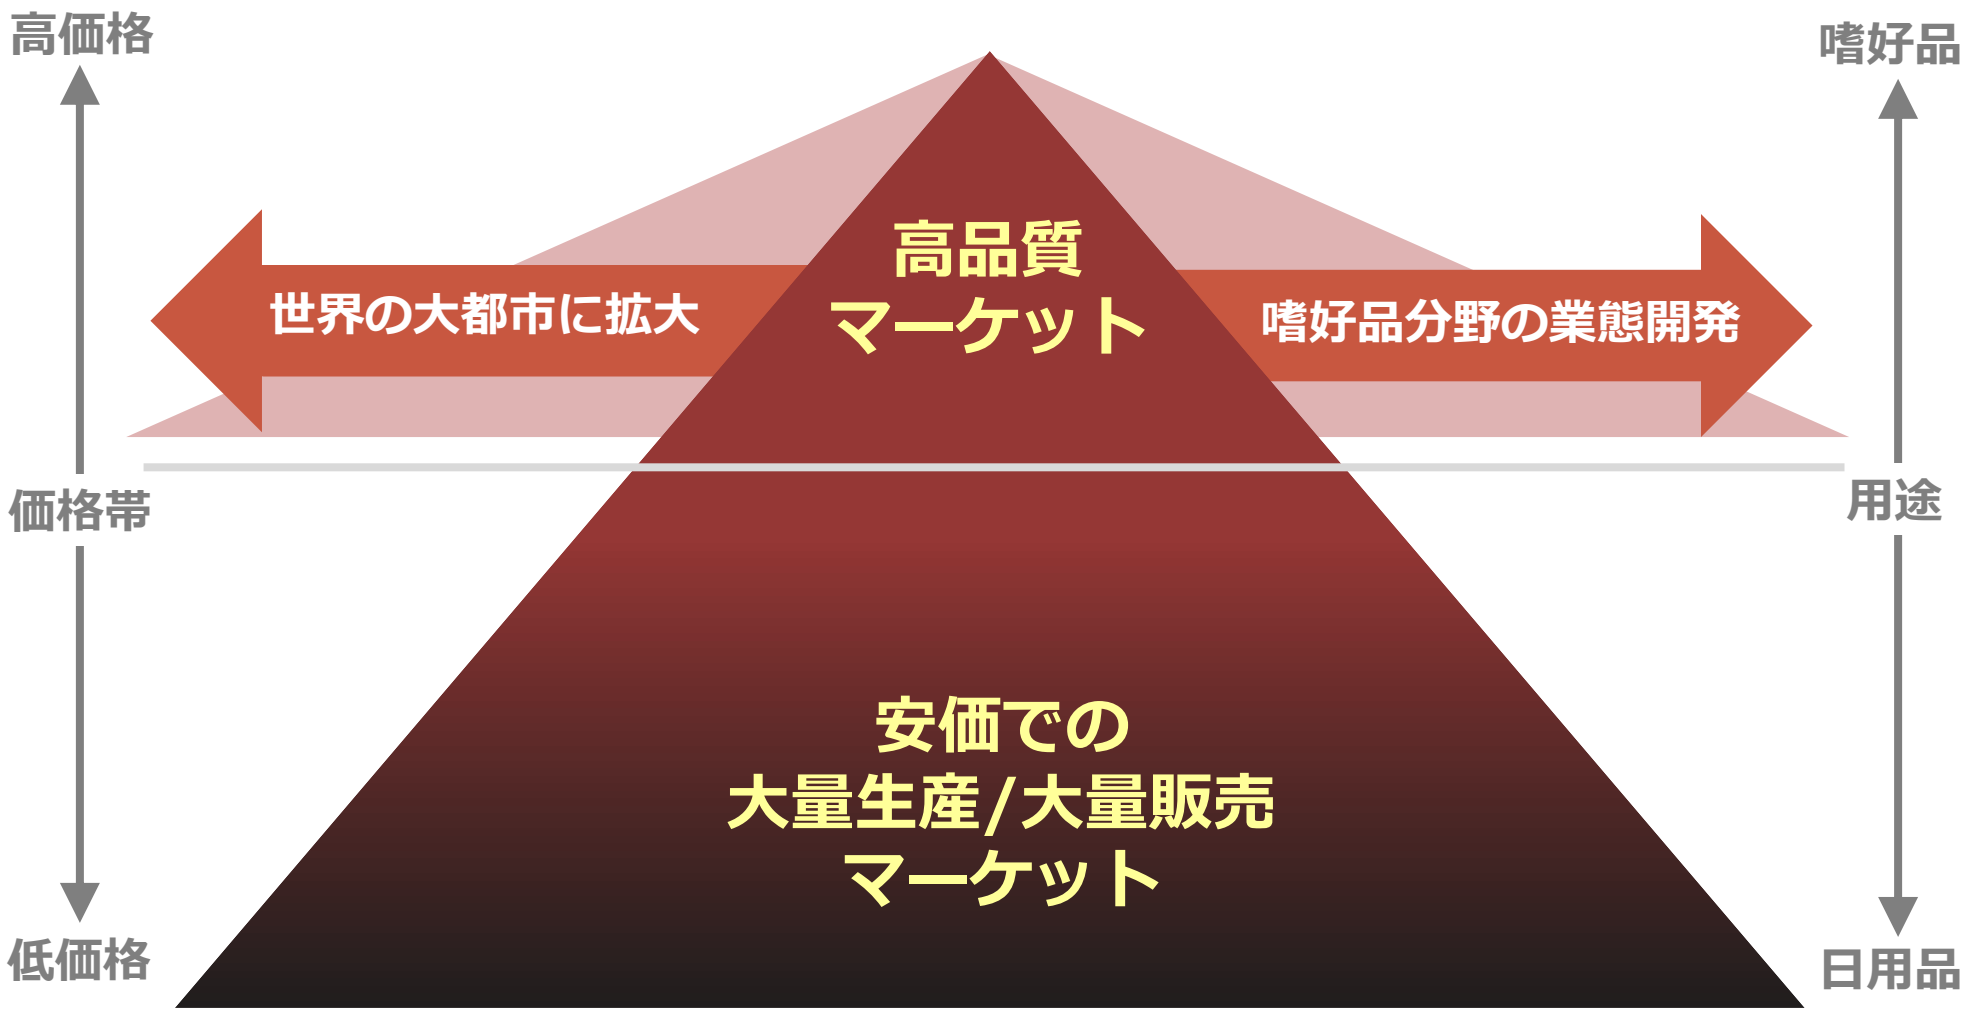 高価格
嗜好品
高品質
マーケット
世界の大都市に拡大
嗜好品分野の業態開発
価格帯
用途
安価での
大量生産/大量販売
マーケット
低価格
日用品